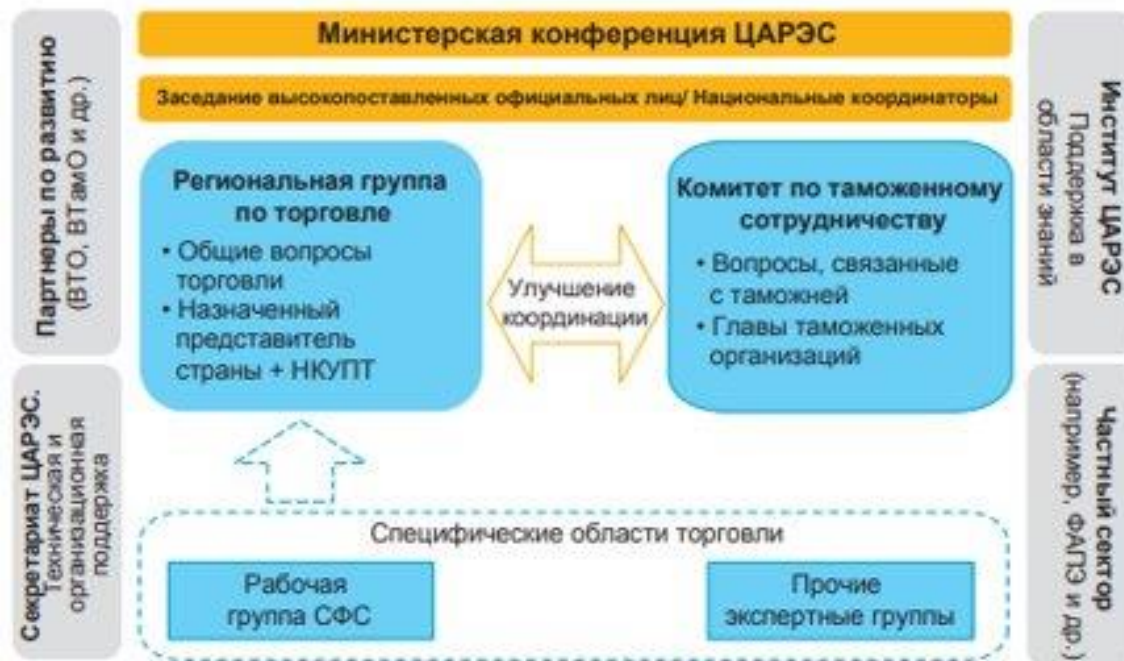 Министерская конференция ЦАРЭС
Заседание высокопоставленных официальных лиц/ Национальные координаторы
Партнеры по развитию
(ВТО, ВТамО и др.)
Секретариат ЦАРЭС.
Техническая и
организационная
поддержка
Региональная группа
по торговле
• Общие вопросы
торговли
• Назначенный
представитель
страны + НКУПТ
Улучшение
координации
Комитет по таможенному
сотрудничеству
• Вопросы, связанные
с таможней
• Главы таможенных
организаций
Институт ЦАРЭС
Поддержка в
области знаний
Частный сектор
(например, ФАПЭ и др.)
Специфические области торговли
Рабочая
группа СФС
Прочие
экспертные группы